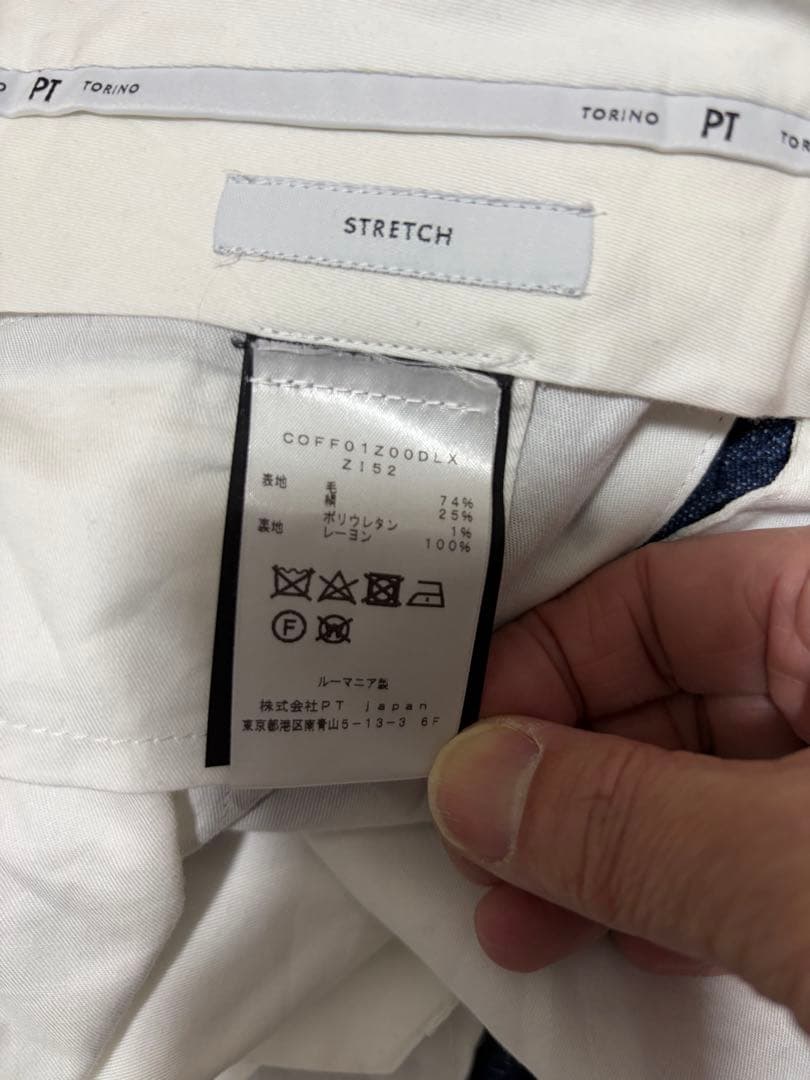 PT TORINO
TORINO PT
STRETCH
COFF01Z00DLX
ZI52
表地 毛 74%
25%
ポリウレタン 1%
裏地 レーヨン 100%
F
W
ルーマニア製
株式会社PT japan
東京都港区南青山5-13-3 6F